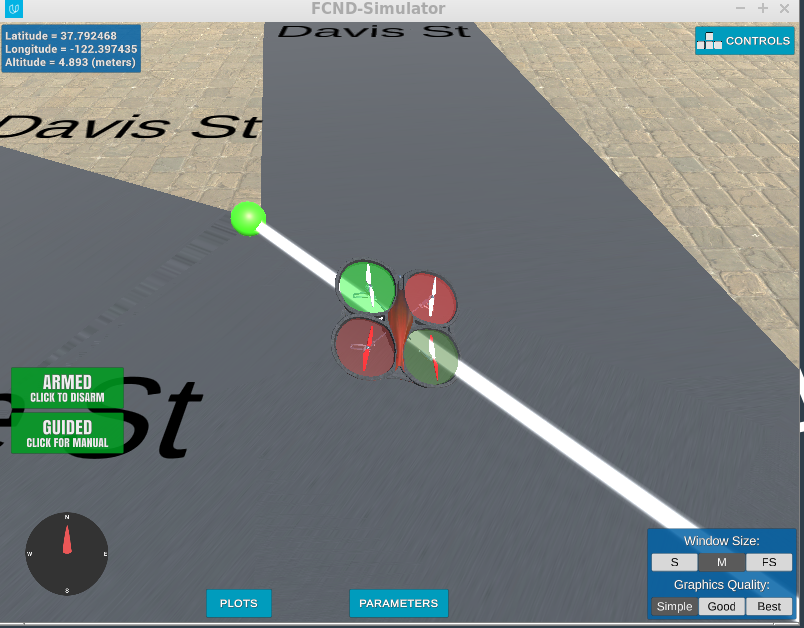 FCND-Simulator
Latitude = 37.792468
Longitude = -122.397435
Altitude = 4.893 (meters)
CONTROLS
Davis St
Davis St
ARMED
CLICK TO DISARM
GUIDED
CLICK FOR MANUAL
St
N
W E
S
PLOTS
PARAMETERS
Window Size:
S M FS
Graphics Quality:
Simple Good Best